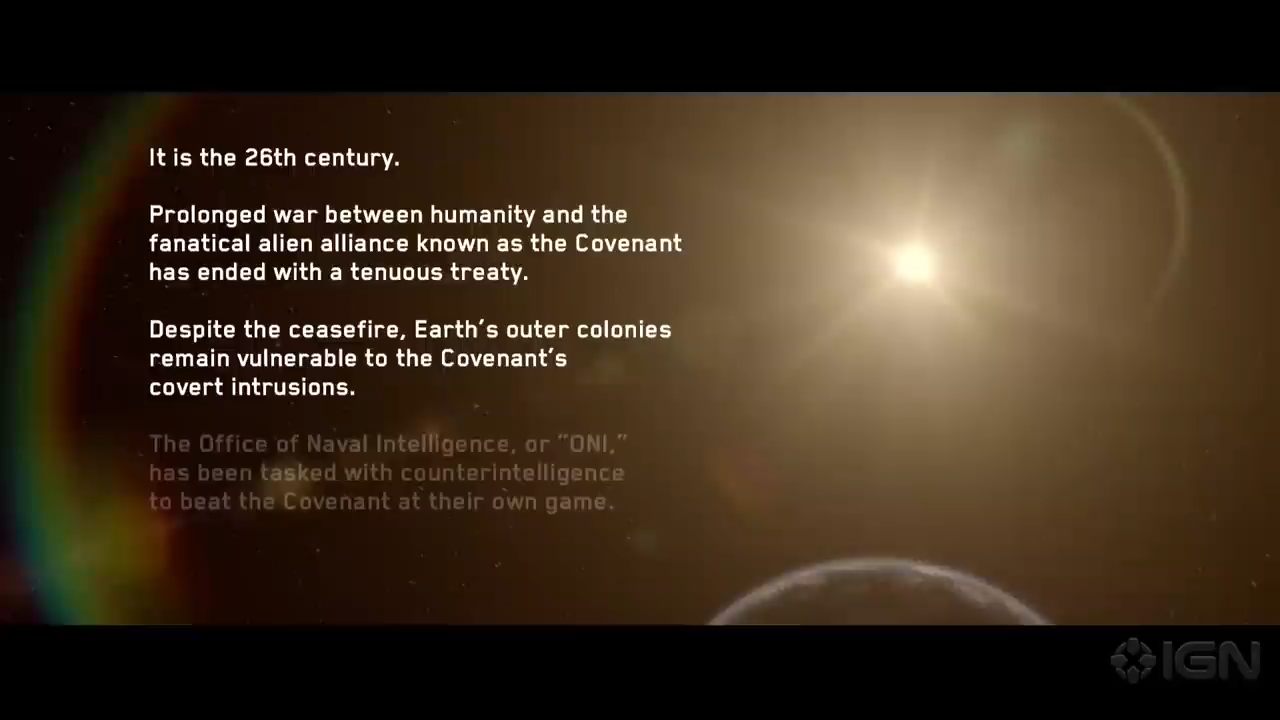 It is the 26th century.
Prolonged war between humanity and the
fanatical alien alliance known as the Covenant
has ended with a tenuous treaty.
Despite the ceasefire, Earth's outer colonies
remain vulnerable to the Covenant's
covert intrusions.
The Office of Naval Intelligence, or "ONI,"
has been tasked with counterintelligence
to beat the Covenant at their own game.
IGN